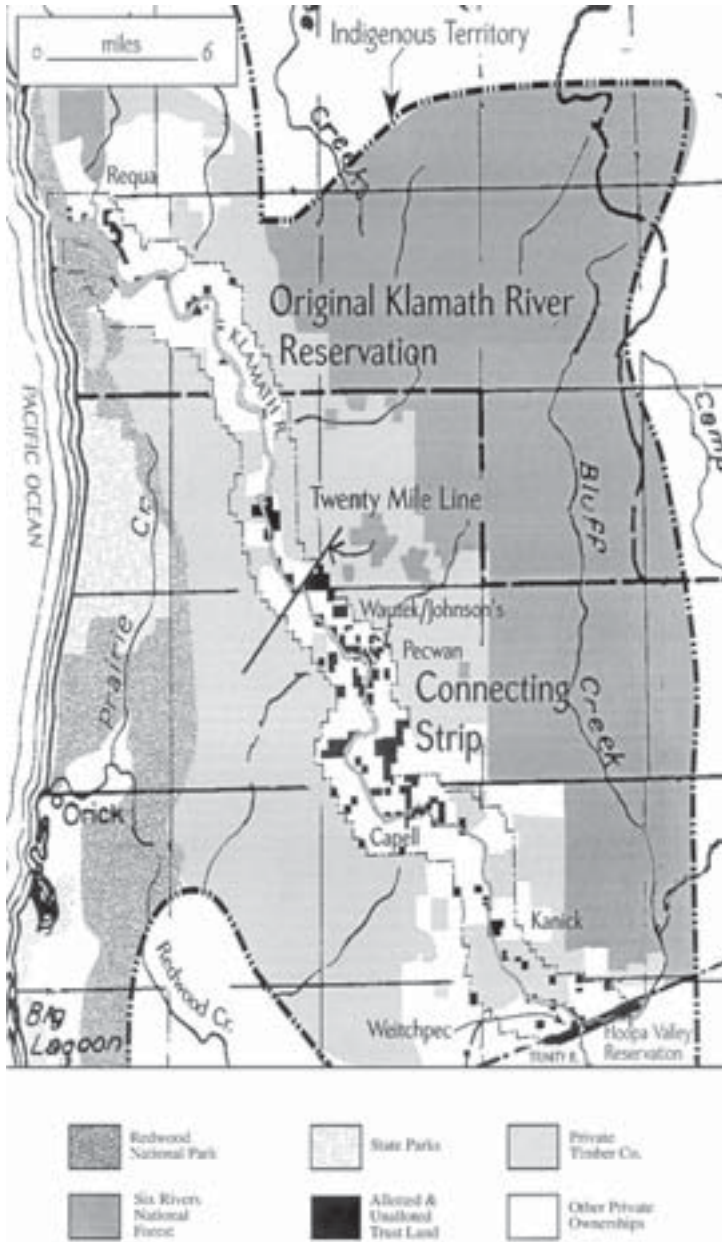 0 miles 6
Indigenous Territory
Creek
Requa
Original Klamath River
Reservation
KLAMATH R.
PACIFIC OCEAN
Camp
Twenty Mile Line
Bluff
Creek
Prairie
Cr.
Wautek/Johnson's
Pecwan
Connecting
Strip
Orick
Capell
Kanick
Redwood Cr.
Weitchpec
Big
Lagoon
TRINITY R.
Hoopa Valley
Reservation
Redwood
National Park
State Parks
Private
Timber Co.
Six Rivers
National
Forest
Allotted &
Unalloted
Trust Land
Other Private
Ownerships